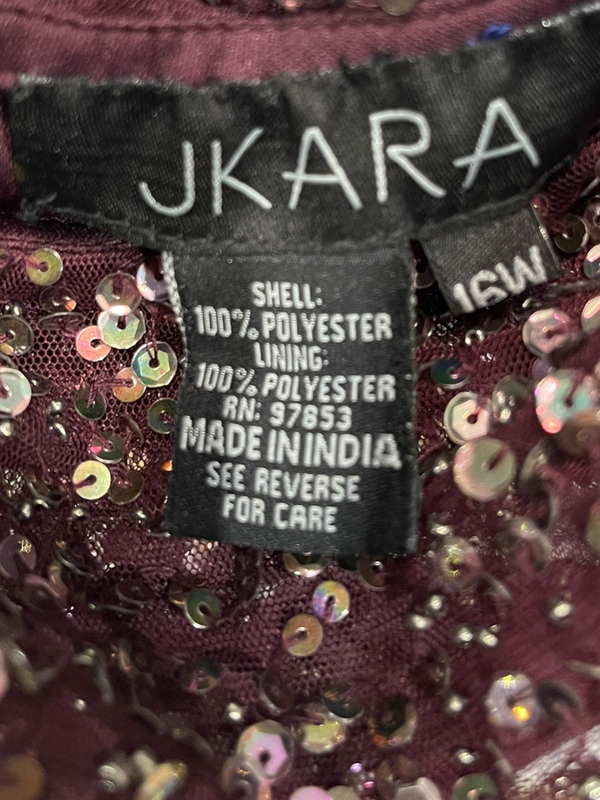 JKARA
16W
SHELL:
100% POLYESTER
LINING:
100% POLYESTER
RN: 97853
MADE IN INDIA
SEE REVERSE
FOR CARE